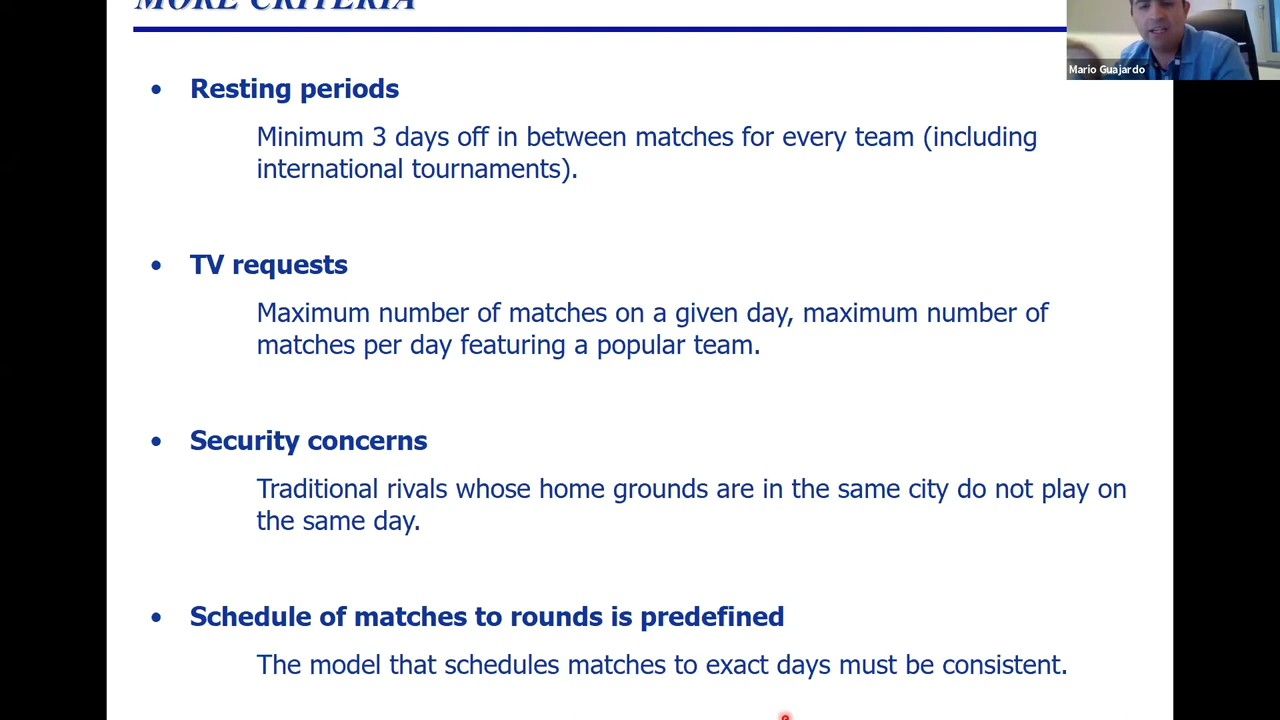 MORE CRITERIA
Mario Guajardo
• Resting periods
Minimum 3 days off in between matches for every team (including
international tournaments).
• TV requests
Maximum number of matches on a given day, maximum number of
matches per day featuring a popular team.
• Security concerns
Traditional rivals whose home grounds are in the same city do not play on
the same day.
• Schedule of matches to rounds is predefined
The model that schedules matches to exact days must be consistent.